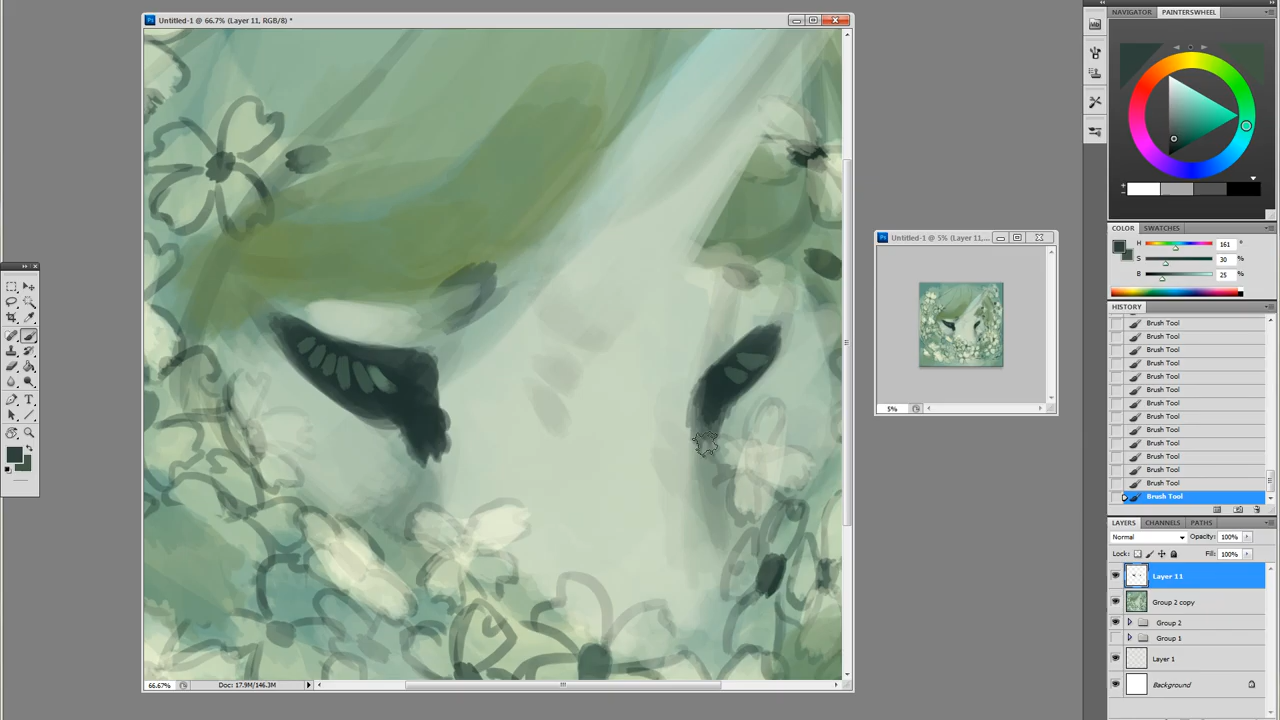 Untitled-1 @ 66.7% (Layer 11, RGB/8) *
66.67%
Doc: 17.9M/146.3M
Untitled-1 @ 5% (Layer 11,...
5%
NAVIGATOR
PAINTERSWHEEL
COLOR
SWATCHES
H
161
°
S
30
%
B
25
%
HISTORY
Brush Tool
Brush Tool
Brush Tool
Brush Tool
Brush Tool
Brush Tool
Brush Tool
Brush Tool
Brush Tool
Brush Tool
Brush Tool
Brush Tool
Brush Tool
Brush Tool
LAYERS
CHANNELS
PATHS
Normal
Opacity:
100%
Lock:
Fill:
100%
Layer 11
Group 2 copy
Group 2
Group 1
Layer 1
Background